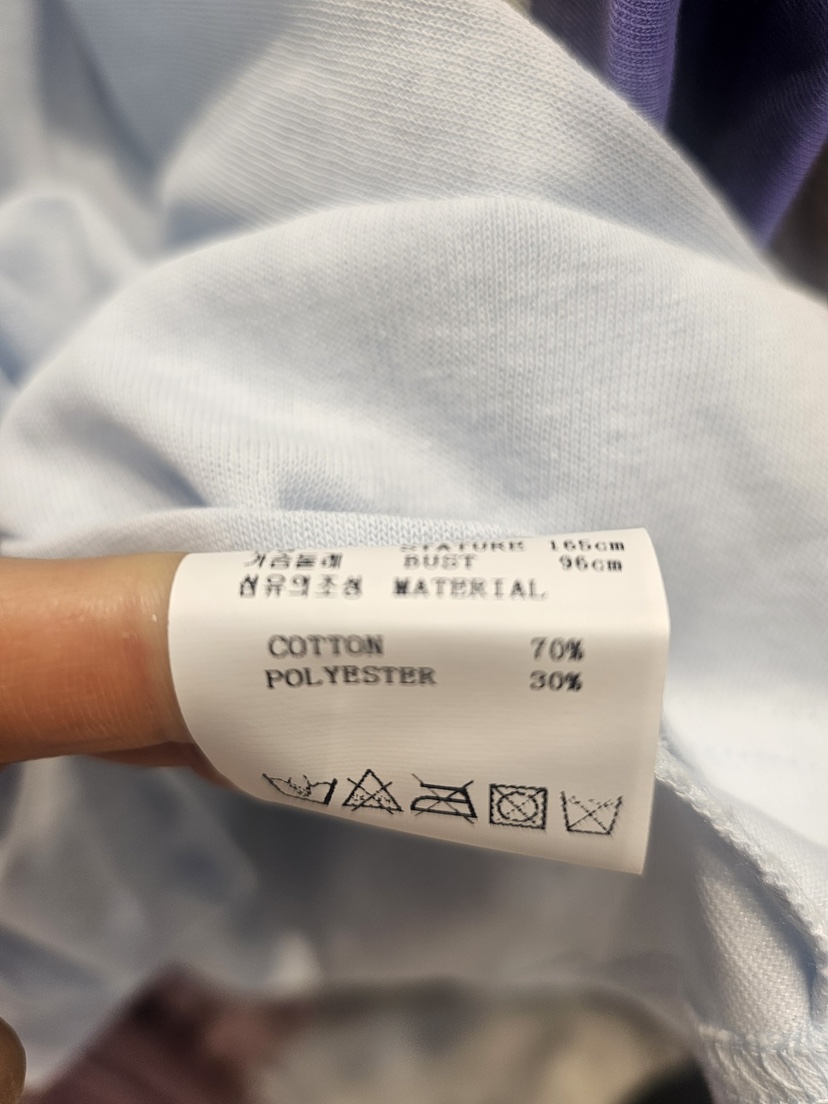 STATURE 165cm
가슴둘레 BUST 96cm
섬유의조성 MATERIAL
COTTON 70%
POLYESTER 30%